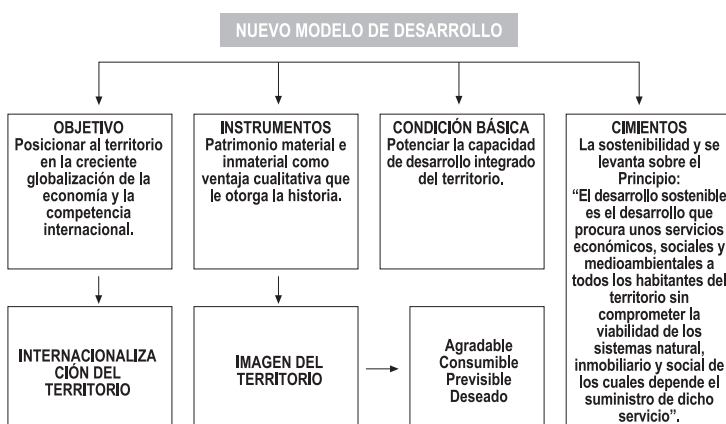 NUEVO MODELO DE DESARROLLO
OBJETIVO
Posicionar al territorio
en la creciente
globalización de la
economía y la
competencia
internacional.
INSTRUMENTOS
Patrimonio material e
inmaterial como
ventaja cualitativa que
le otorga la historia.
CONDICIÓN BÁSICA
Potenciar la capacidad
de desarrollo integrado
del territorio.
CIMIENTOS
La sostenibilidad y se
levanta sobre el
Principio:
“El desarrollo sostenible
es el desarrollo que
procura unos servicios
económicos, sociales y
medioambientales a
todos los habitantes del
territorio sin
comprometer la
viabilidad de los
sistemas natural,
inmobiliario y social de
los cuales depende el
suministro de dicho
servicio”.
INTERNACIONALIZA
CIÓN DEL
TERRITORIO
IMAGEN DEL
TERRITORIO
Agradable
Consumible
Previsible
Deseado